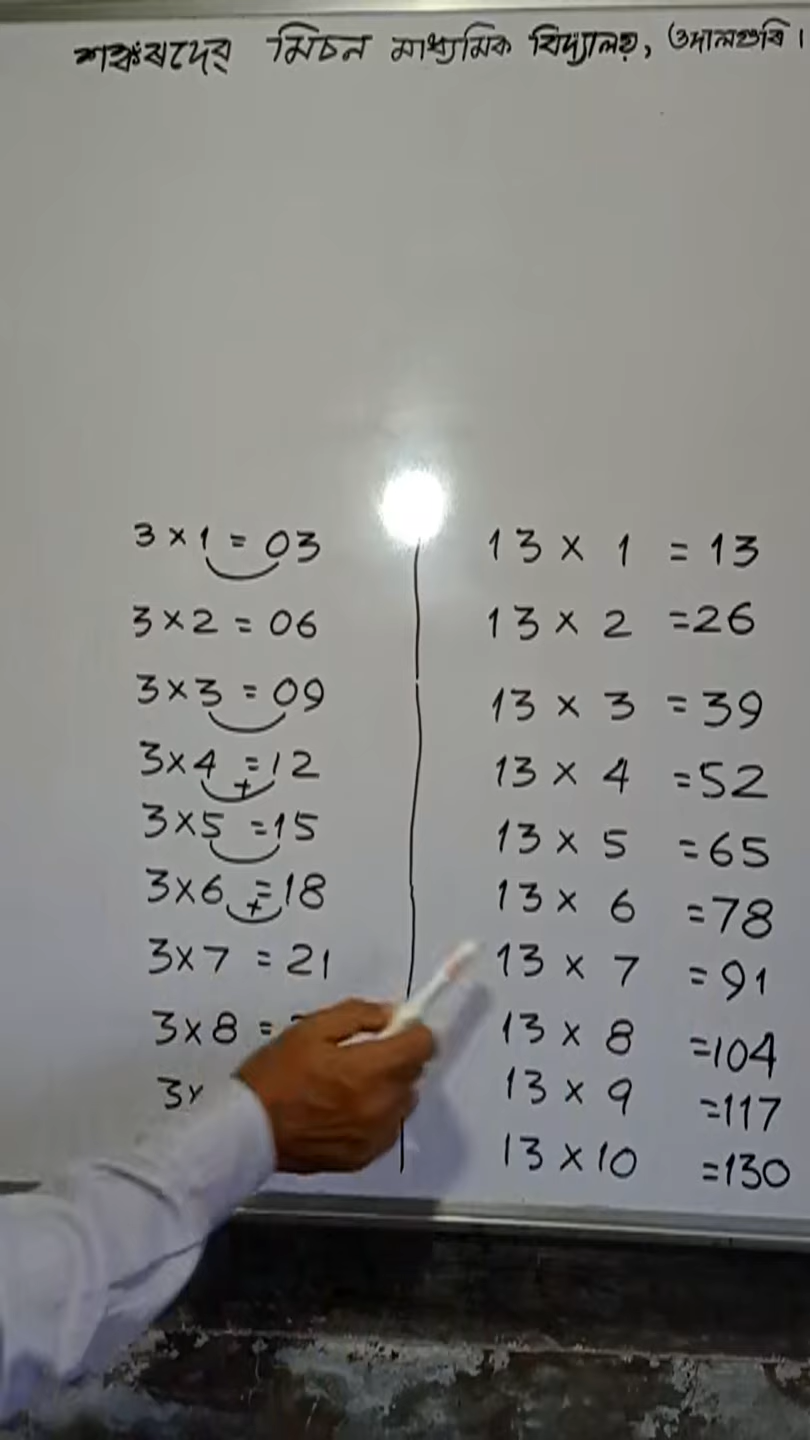 শঙ্কৰদেৱ মিচন মাধ্যমিক বিদ্যালয়, ওদালগুৰি।
3 × 1 = 03
3 × 2 = 06
3 × 3 = 09
3 × 4 = 12
+
3 × 5 = 15
3 × 6 = 18
+
3 × 7 = 21
3 × 8 =
3 ×
13 × 1 = 13
13 × 2 = 26
13 × 3 = 39
13 × 4 = 52
13 × 5 = 65
13 × 6 = 78
13 × 7 = 91
13 × 8 = 104
13 × 9 = 117
13 × 10 = 130